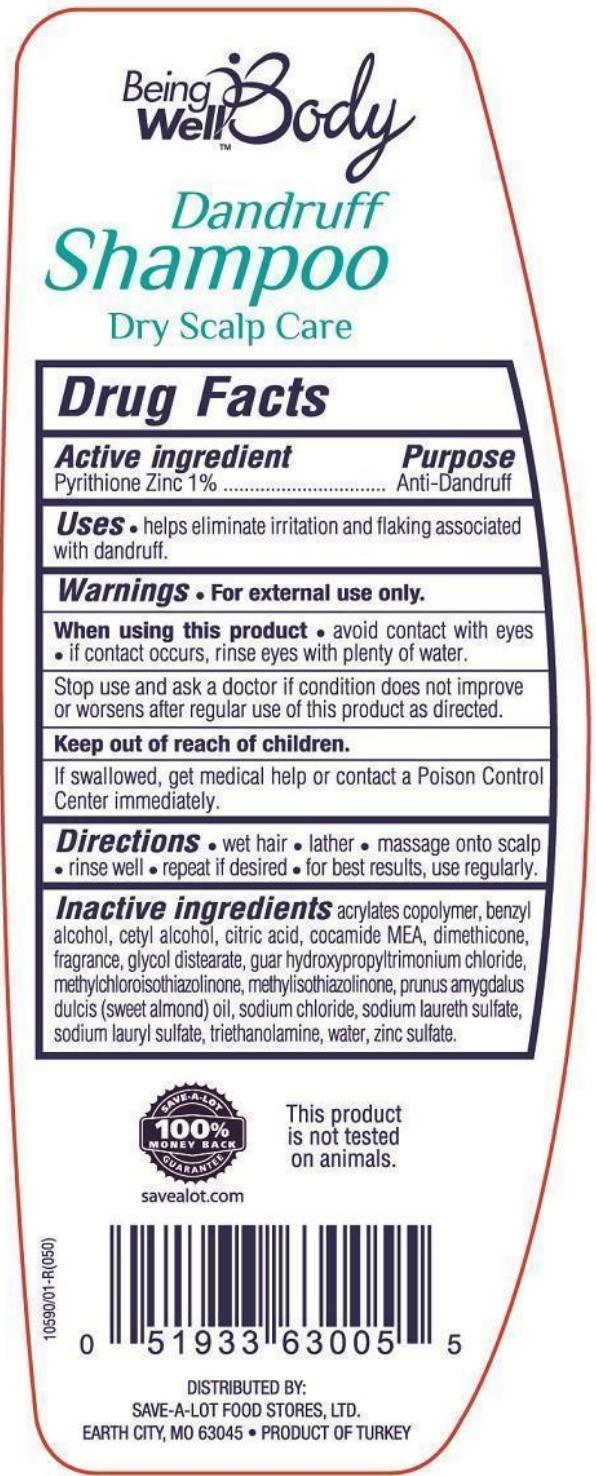 Being
Well Body
™
Dandruff
Shampoo
Dry Scalp Care
Drug Facts
Active ingredient Purpose
Pyrithione Zinc 1% ............................... Anti-Dandruff
Uses • helps eliminate irritation and flaking associated
with dandruff.
Warnings • For external use only.
When using this product • avoid contact with eyes
• if contact occurs, rinse eyes with plenty of water.
Stop use and ask a doctor if condition does not improve
or worsens after regular use of this product as directed.
Keep out of reach of children.
If swallowed, get medical help or contact a Poison Control
Center immediately.
Directions • wet hair • lather • massage onto scalp
• rinse well • repeat if desired • for best results, use regularly.
Inactive ingredients acrylates copolymer, benzyl
alcohol, cetyl alcohol, citric acid, cocamide MEA, dimethicone,
fragrance, glycol distearate, guar hydroxypropyltrimonium chloride,
methylchloroisothiazolinone, methylisothiazolinone, prunus amygdalus
dulcis (sweet almond) oil, sodium chloride, sodium laureth sulfate,
sodium lauryl sulfate, triethanolamine, water, zinc sulfate.
SAVE-A-LOT
100%
MONEY BACK
GUARANTEE
savealot.com
This product
is not tested
on animals.
10590/01-R(050)
0 51933 63005 5
DISTRIBUTED BY:
SAVE-A-LOT FOOD STORES, LTD.
EARTH CITY, MO 63045 • PRODUCT OF TURKEY